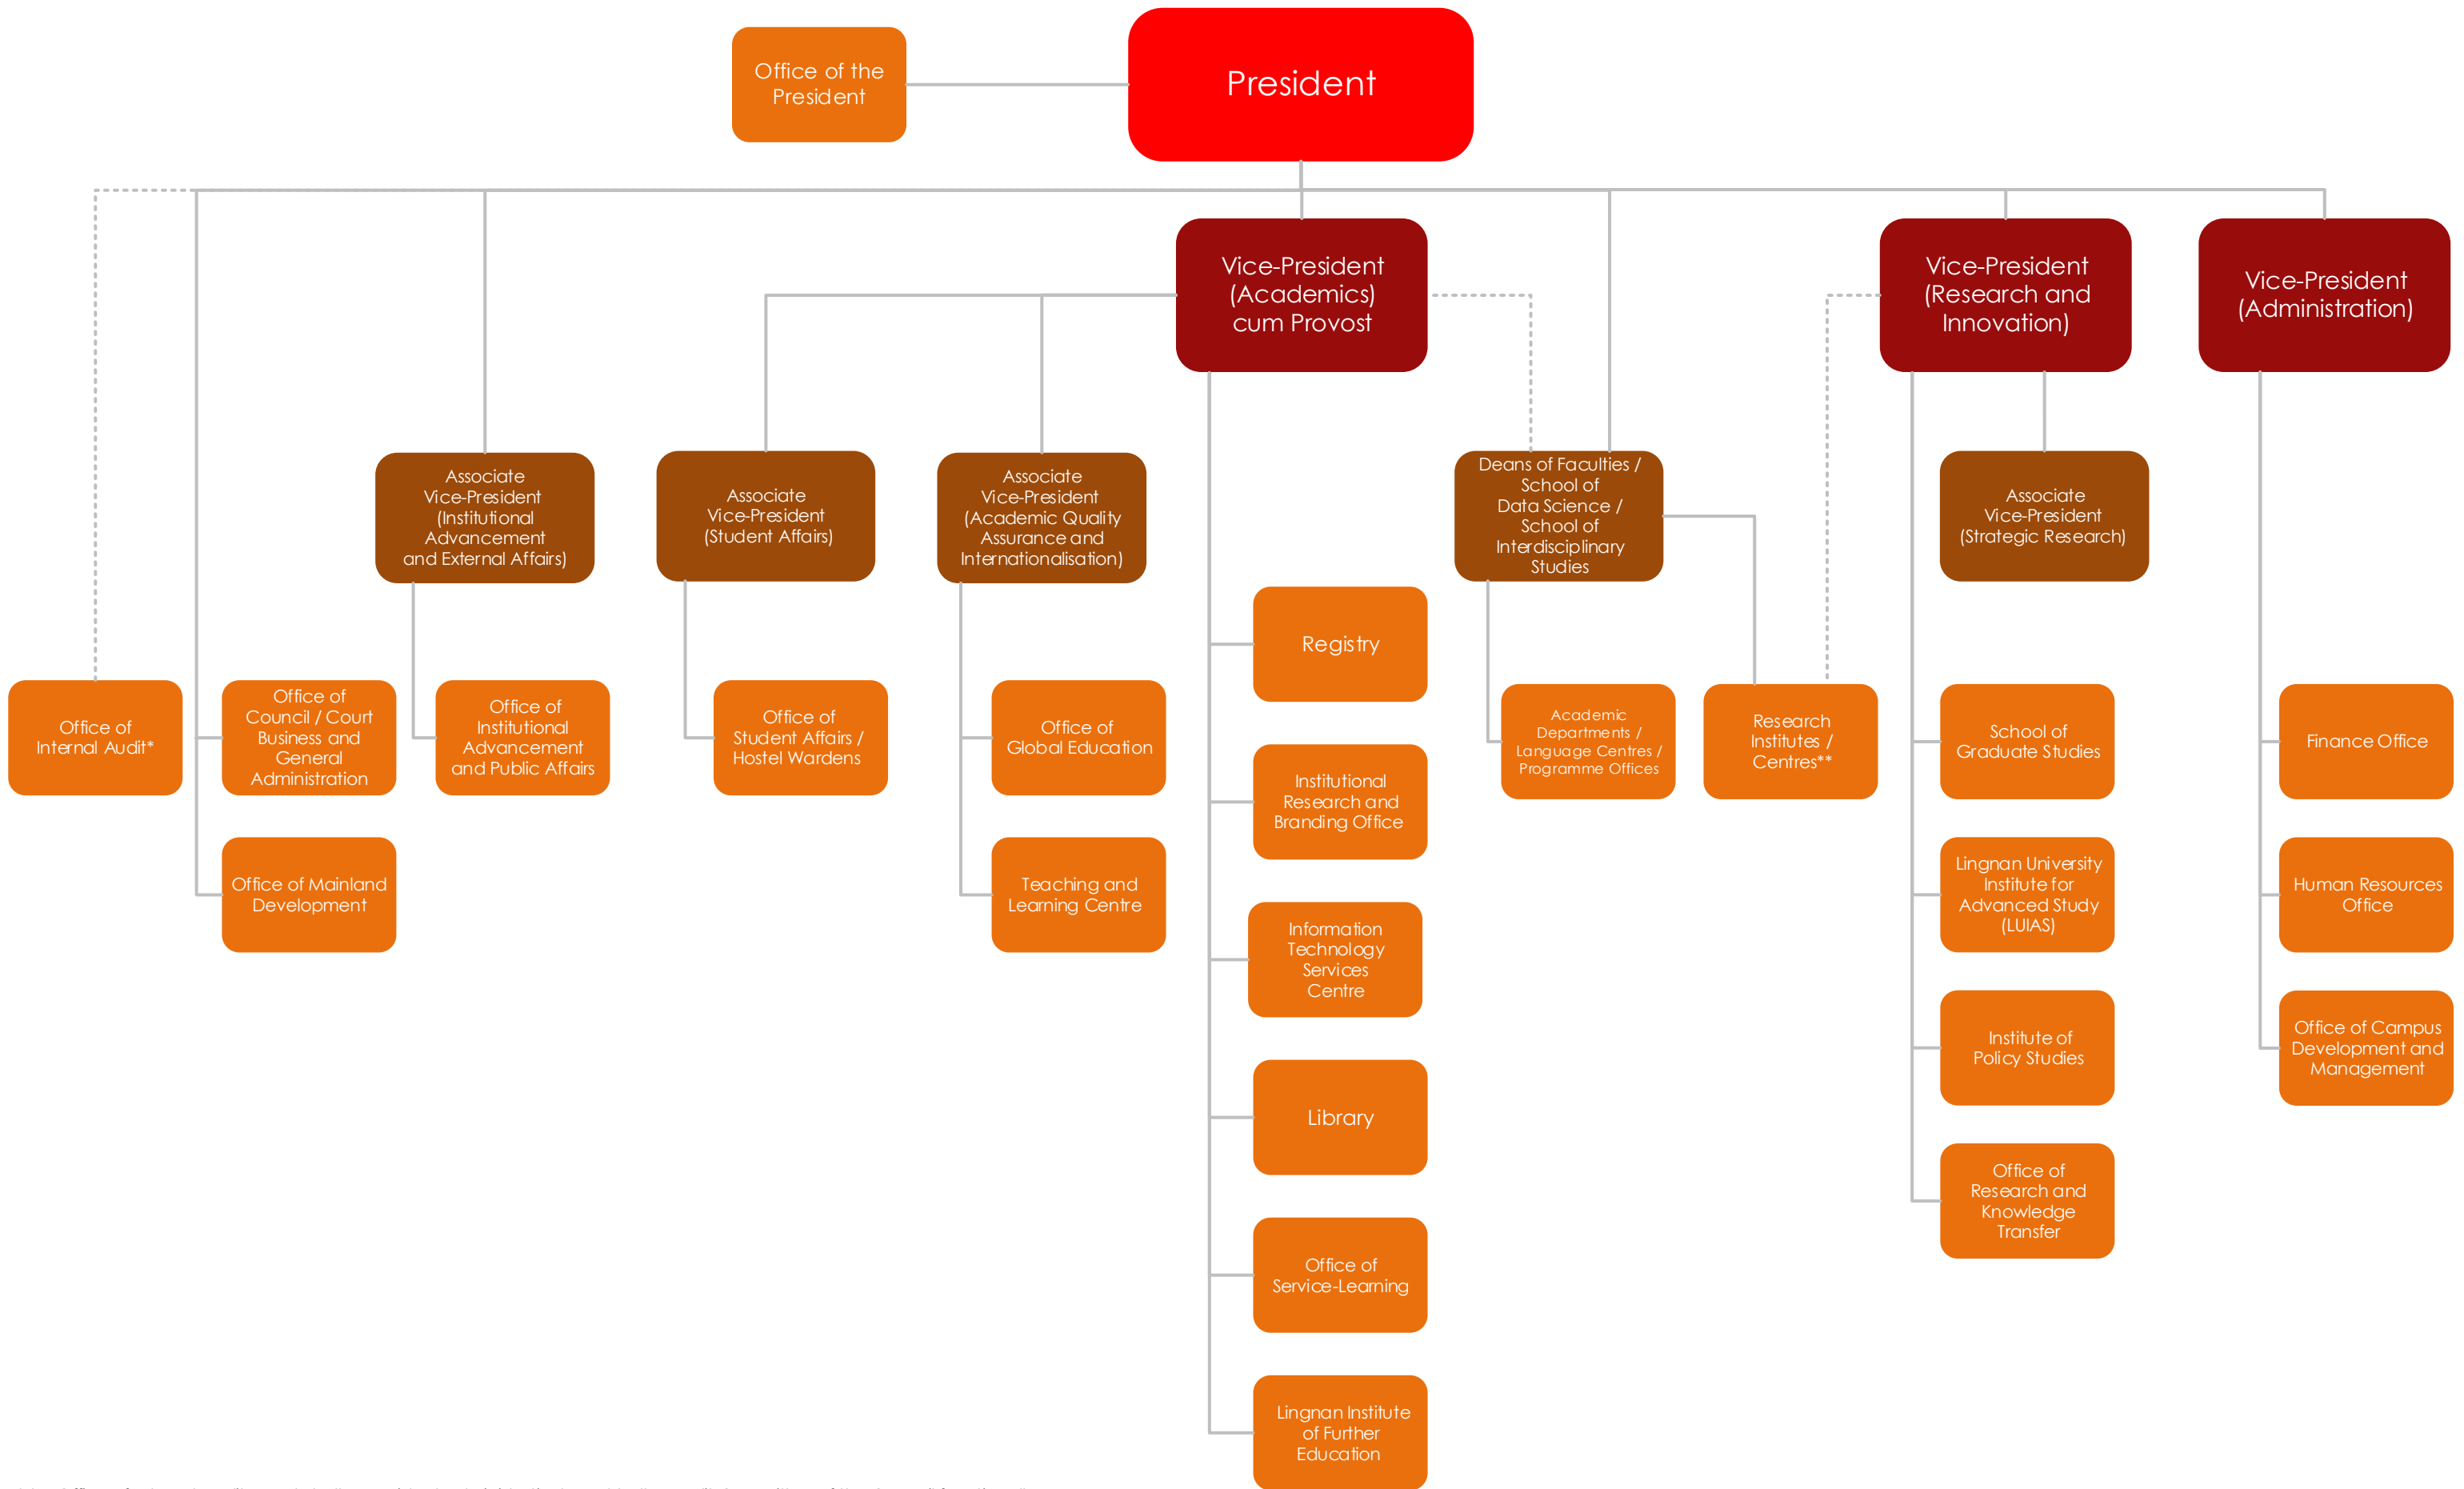 Office of the
President
President
Vice-President
(Academics)
cum Provost
Vice-President
(Research and
Innovation)
Vice-President
(Administration)
Associate
Vice-President
(Institutional
Advancement
and External Affairs)
Associate
Vice-President
(Student Affairs)
Associate
Vice-President
(Academic Quality
Assurance and
Internationalisation)
Deans of Faculties /
School of
Data Science /
School of
Interdisciplinary
Studies
Associate
Vice-President
(Strategic Research)
Office of
Internal Audit*
Office of
Council / Court
Business and
General
Administration
Office of Mainland
Development
Office of
Institutional
Advancement
and Public Affairs
Office of
Student Affairs /
Hostel Wardens
Office of
Global Education
Teaching and
Learning Centre
Registry
Institutional
Research and
Branding Office
Information
Technology
Services
Centre
Library
Office of
Service-Learning
Lingnan Institute
of Further
Education
Academic
Departments /
Language Centres /
Programme Offices
Research
Institutes /
Centres**
School of
Graduate Studies
Lingnan University
Institute for
Advanced Study
(LUIAS)
Institute of
Policy Studies
Office of
Research and
Knowledge
Transfer
Finance Office
Human Resources
Office
Office of Campus
Development and
Management